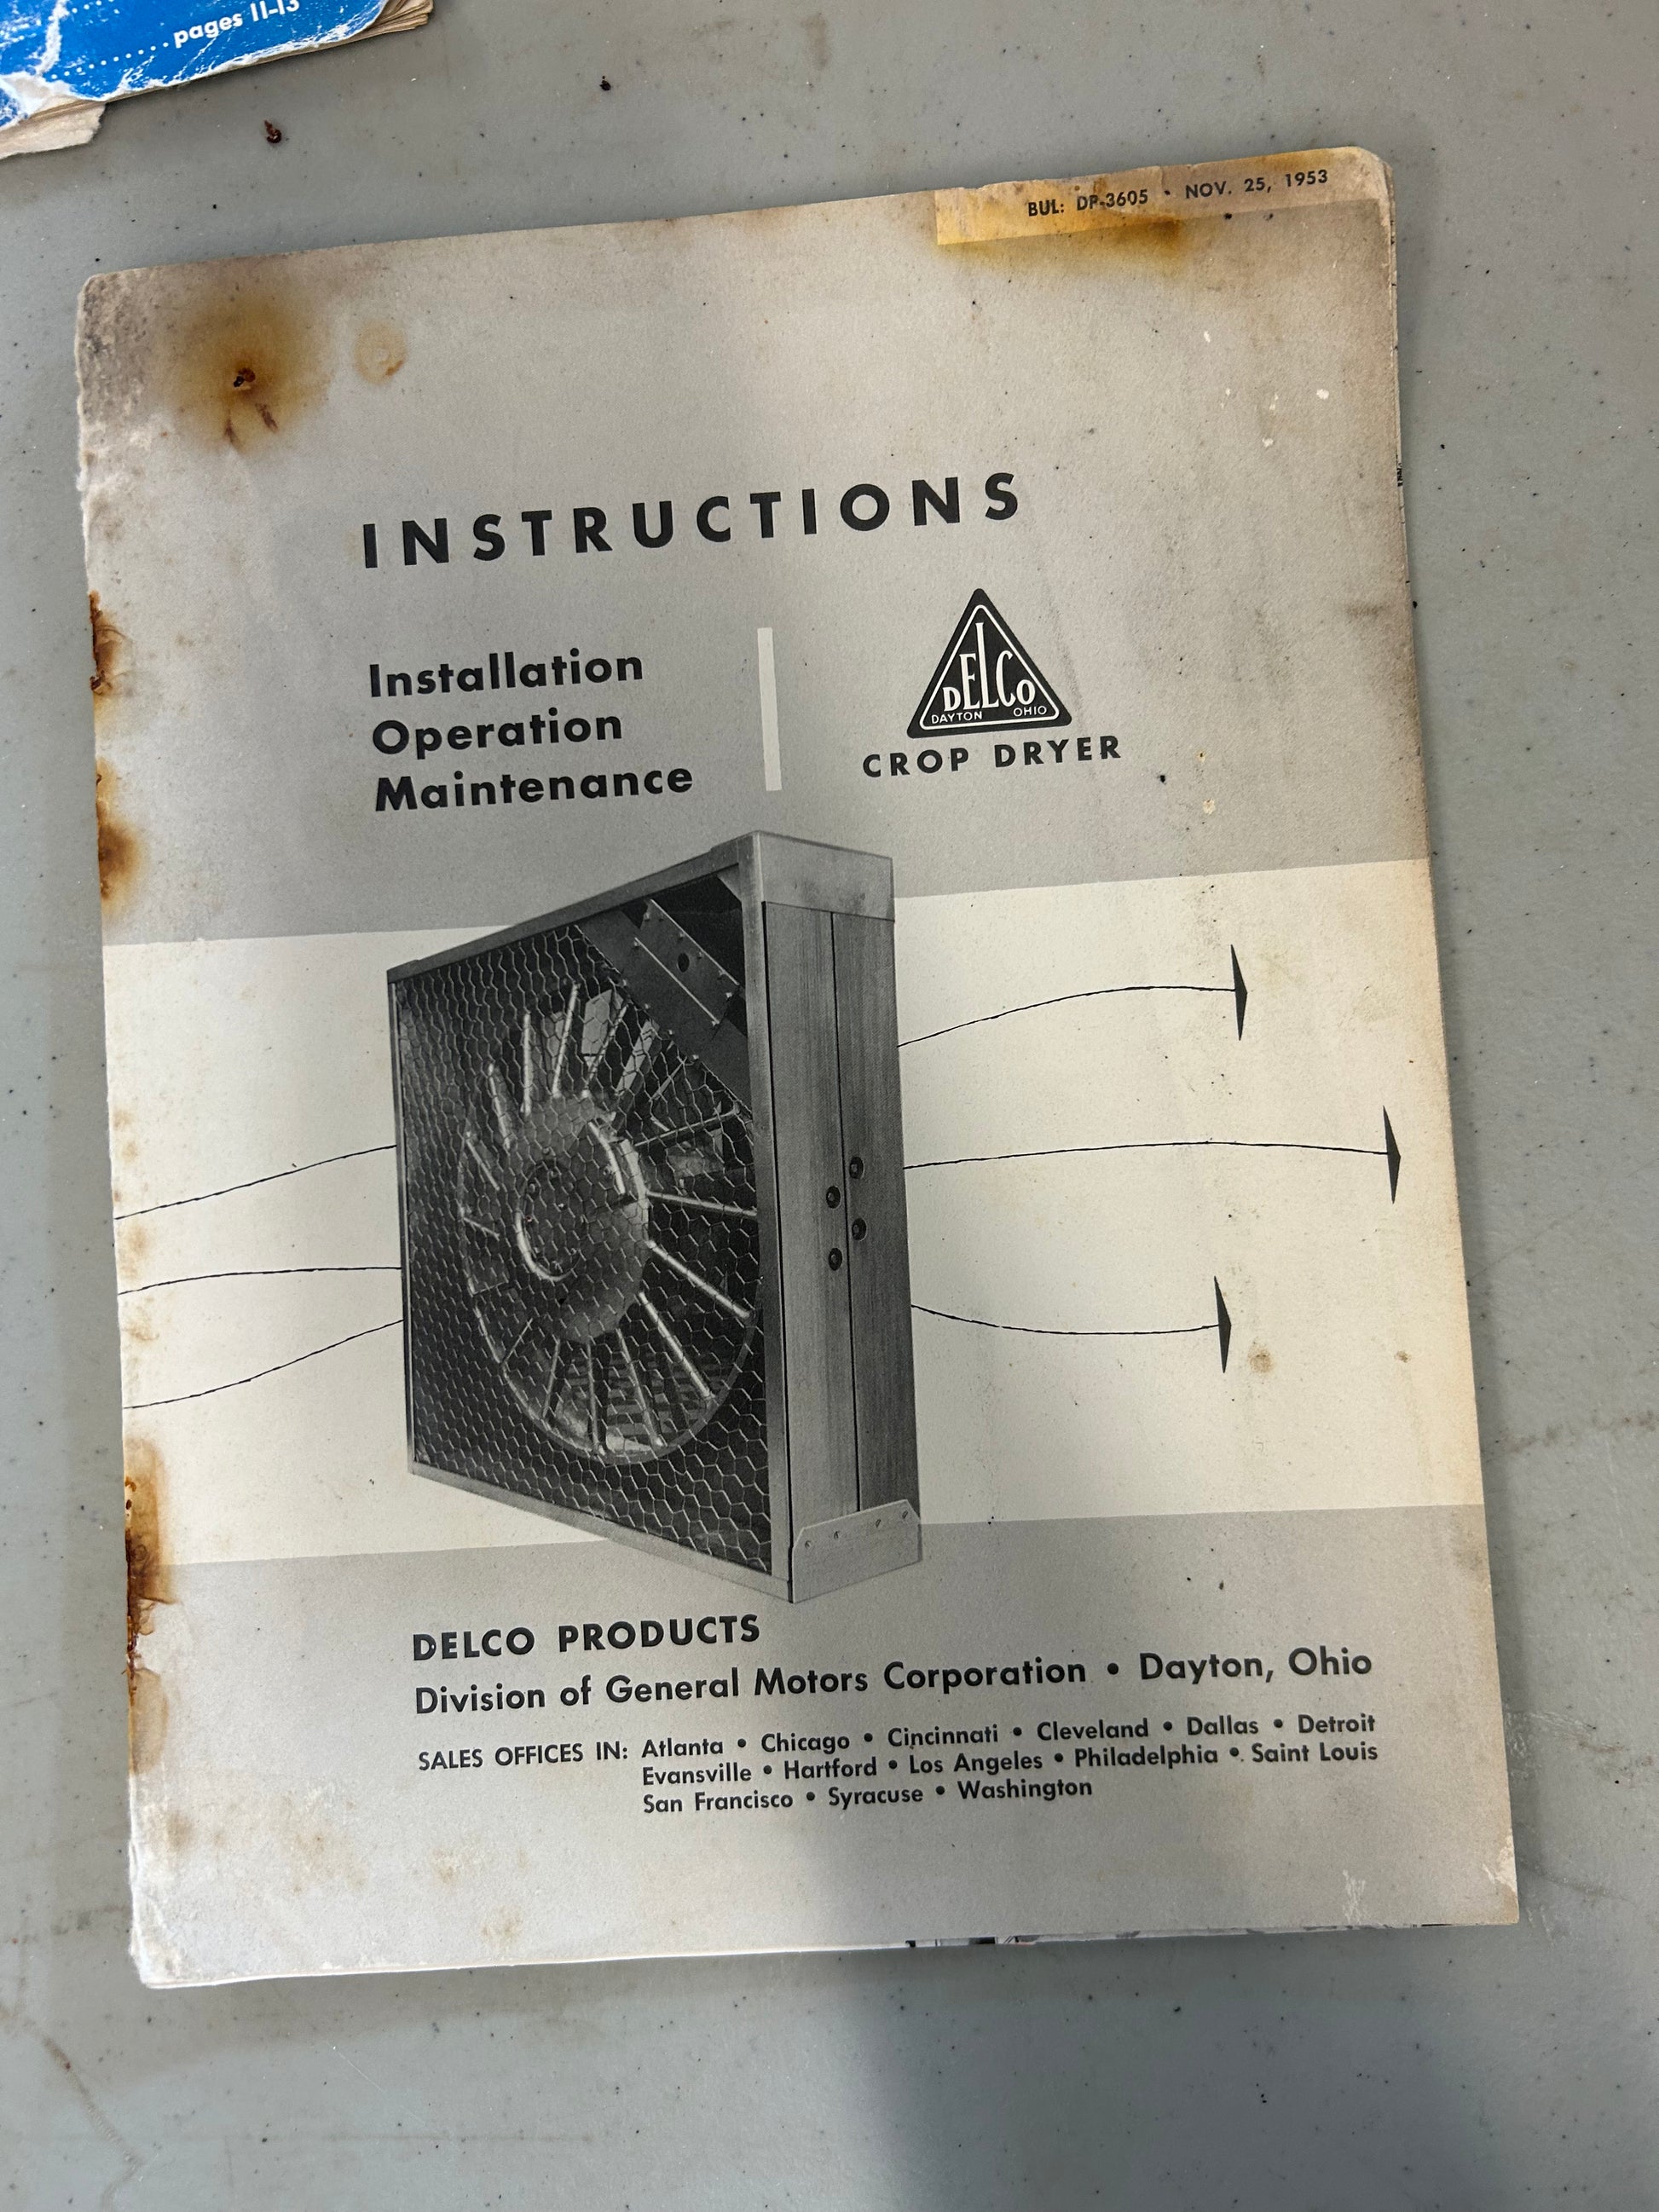 pages 11-13
BUL: DP-3605 • NOV. 25, 1953
INSTRUCTIONS
Installation
Operation
Maintenance
DELCO
DAYTON OHIO
CROP DRYER
DELCO PRODUCTS
Division of General Motors Corporation • Dayton, Ohio
SALES OFFICES IN: Atlanta • Chicago • Cincinnati • Cleveland • Dallas • Detroit
Evansville • Hartford • Los Angeles • Philadelphia • Saint Louis
San Francisco • Syracuse • Washington